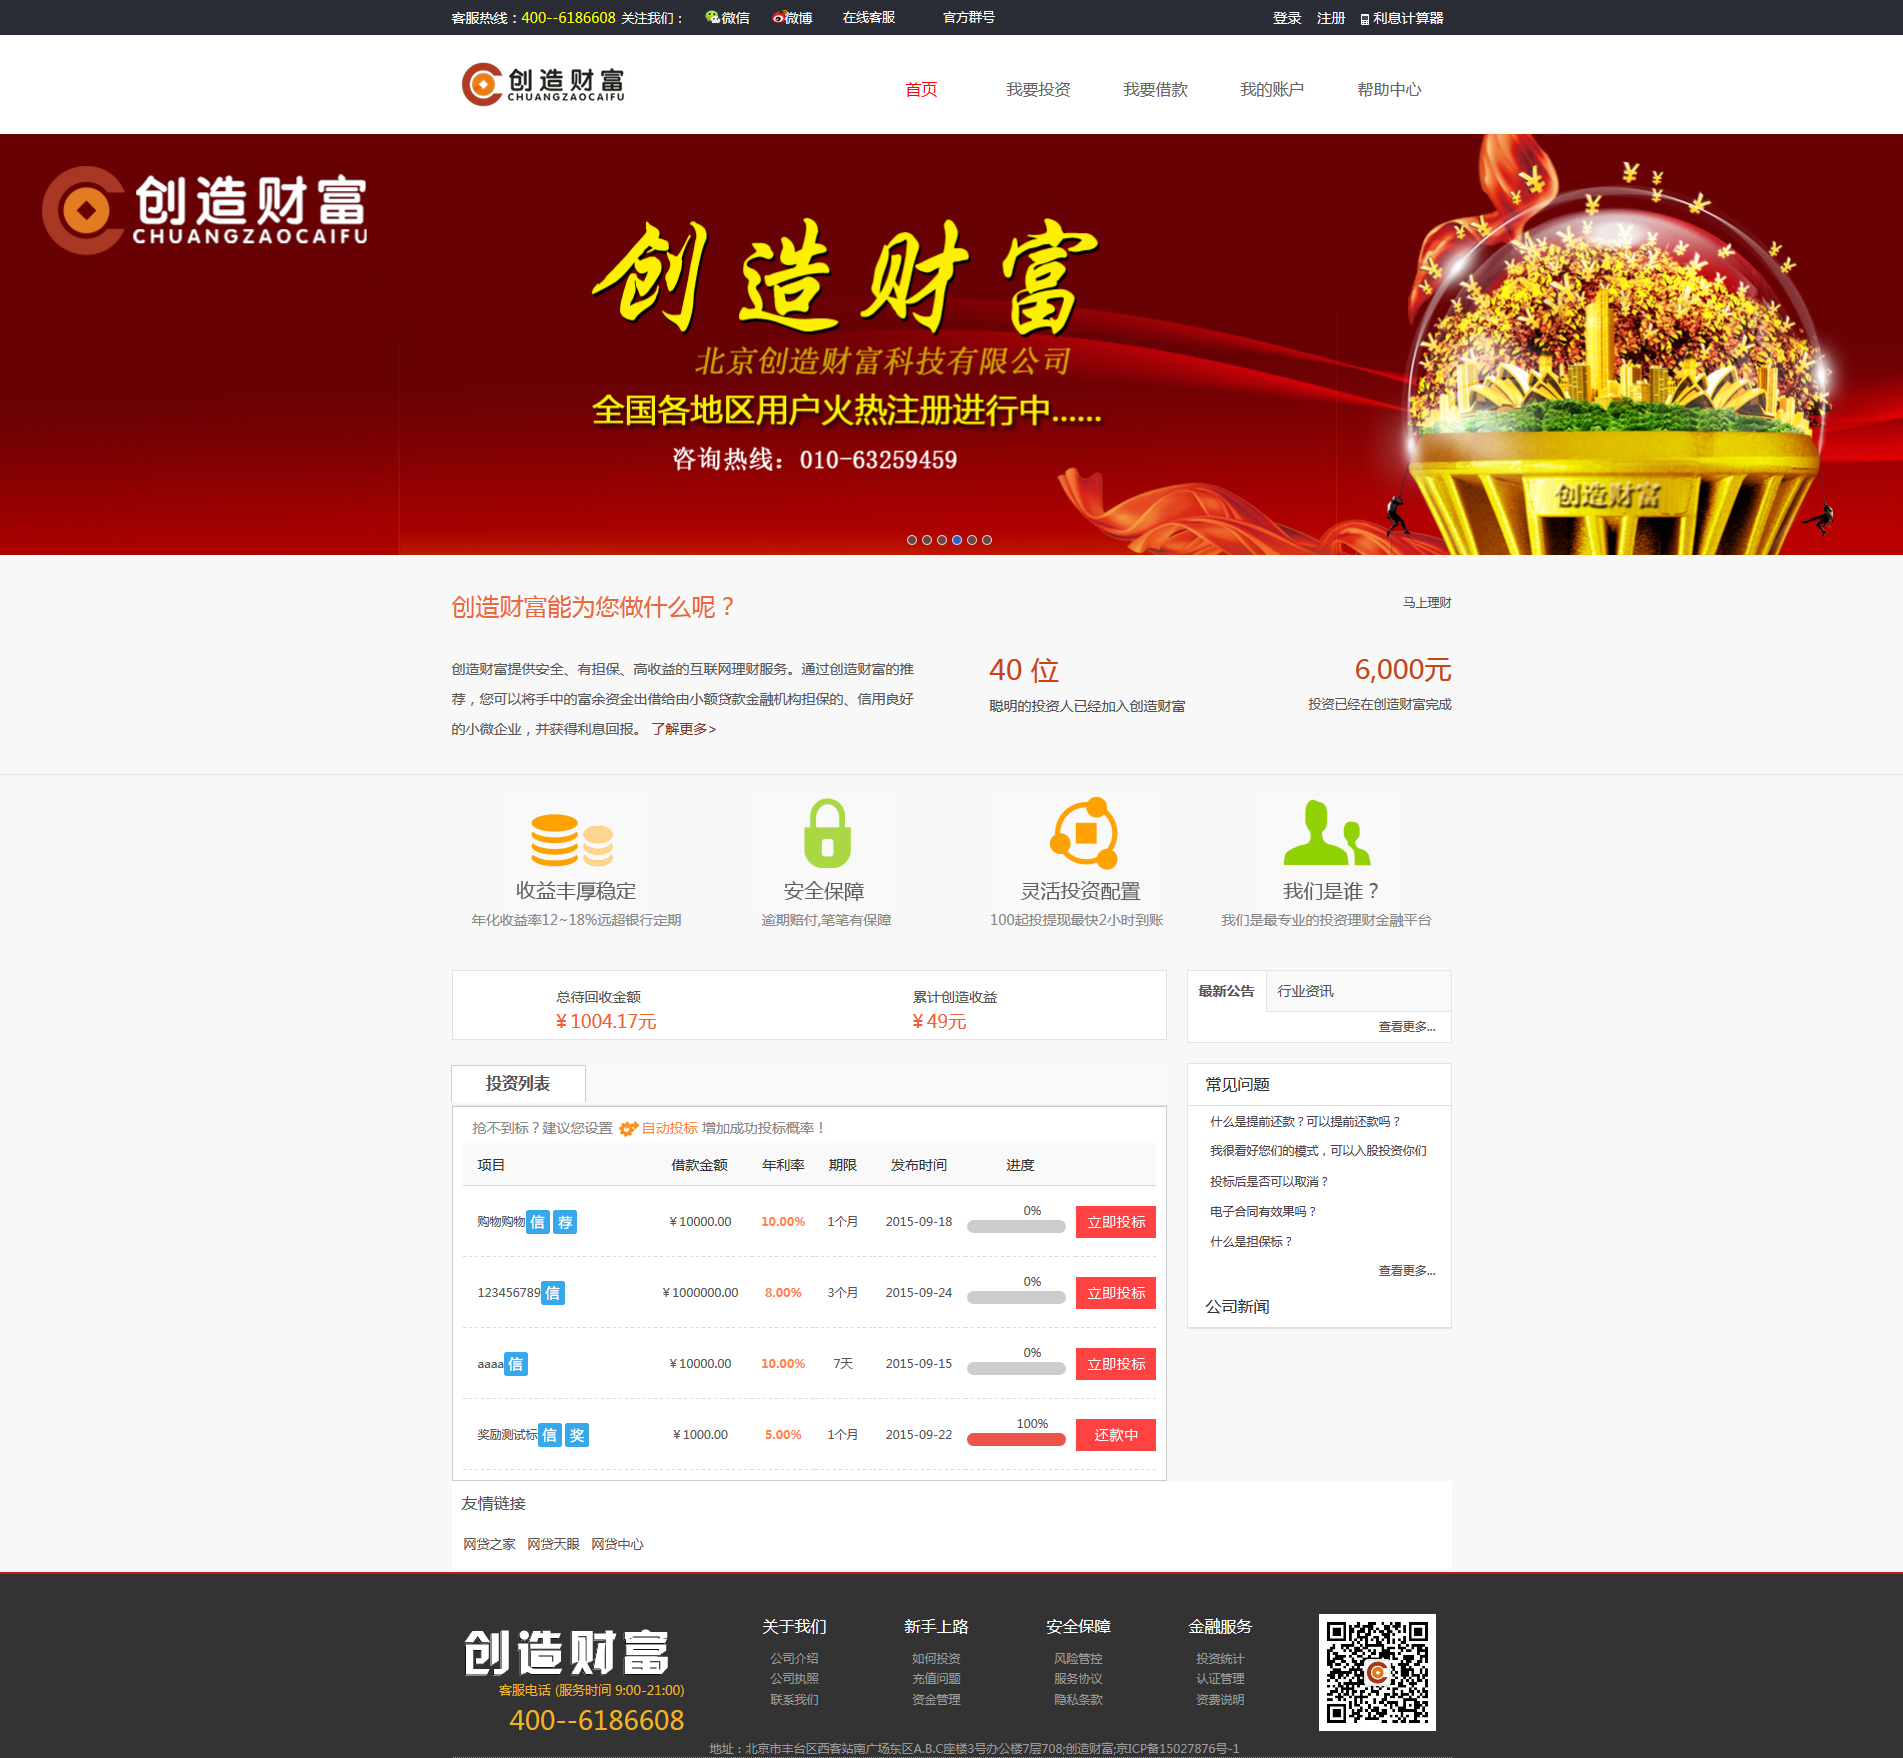 客服热线：400--6186608 关注我们： 微信 微博 在线客服 官方群号 登录 注册 利息计算器
创造财富
CHUANGZAOCAIFU
首页 我要投资 我要借款 我的账户 帮助中心
创造财富
CHUANGZAOCAIFU
创造财富
北京创造财富科技有限公司
全国各地区用户火热注册进行中......
咨询热线：010-63259459
创造财富
创造财富能为您做什么呢？
马上理财
创造财富提供安全、有担保、高收益的互联网理财服务。通过创造财富的推
荐，您可以将手中的富余资金出借给由小额贷款金融机构担保的、信用良好
的小微企业，并获得利息回报。 了解更多>
40 位
聪明的投资人已经加入创造财富
6,000元
投资已经在创造财富完成
收益丰厚稳定
年化收益率12~18%远超银行定期
安全保障
逾期赔付,笔笔有保障
灵活投资配置
100起投提现最快2小时到账
我们是谁？
我们是最专业的投资理财金融平台
总待回收金额
¥ 1004.17元
累计创造收益
¥ 49元
最新公告 行业资讯
查看更多...
投资列表
抢不到标？建议您设置 自动投标 增加成功投标概率！
项目 借款金额 年利率 期限 发布时间 进度
购物购物 信 荐 ¥ 10000.00 10.00% 1个月 2015-09-18 0% 立即投标
123456789 信 ¥ 1000000.00 8.00% 3个月 2015-09-24 0% 立即投标
aaaa 信 ¥ 10000.00 10.00% 7天 2015-09-15 0% 立即投标
奖励测试标 信 奖 ¥ 1000.00 5.00% 1个月 2015-09-22 100% 还款中
常见问题
什么是提前还款？可以提前还款吗？
我很看好您们的模式，可以入股投资你们
投标后是否可以取消？
电子合同有效果吗？
什么是担保标？
查看更多...
公司新闻
友情链接
网贷之家 网贷天眼 网贷中心
创造财富
客服电话 (服务时间 9:00-21:00)
400--6186608
关于我们
公司介绍
公司执照
联系我们
新手上路
如何投资
充值问题
资金管理
安全保障
风险管控
服务协议
隐私条款
金融服务
投资统计
认证管理
资费说明
地址：北京市丰台区西客站南广场东区A.B.C座楼3号办公楼7层708;创造财富;京ICP备15027876号-1